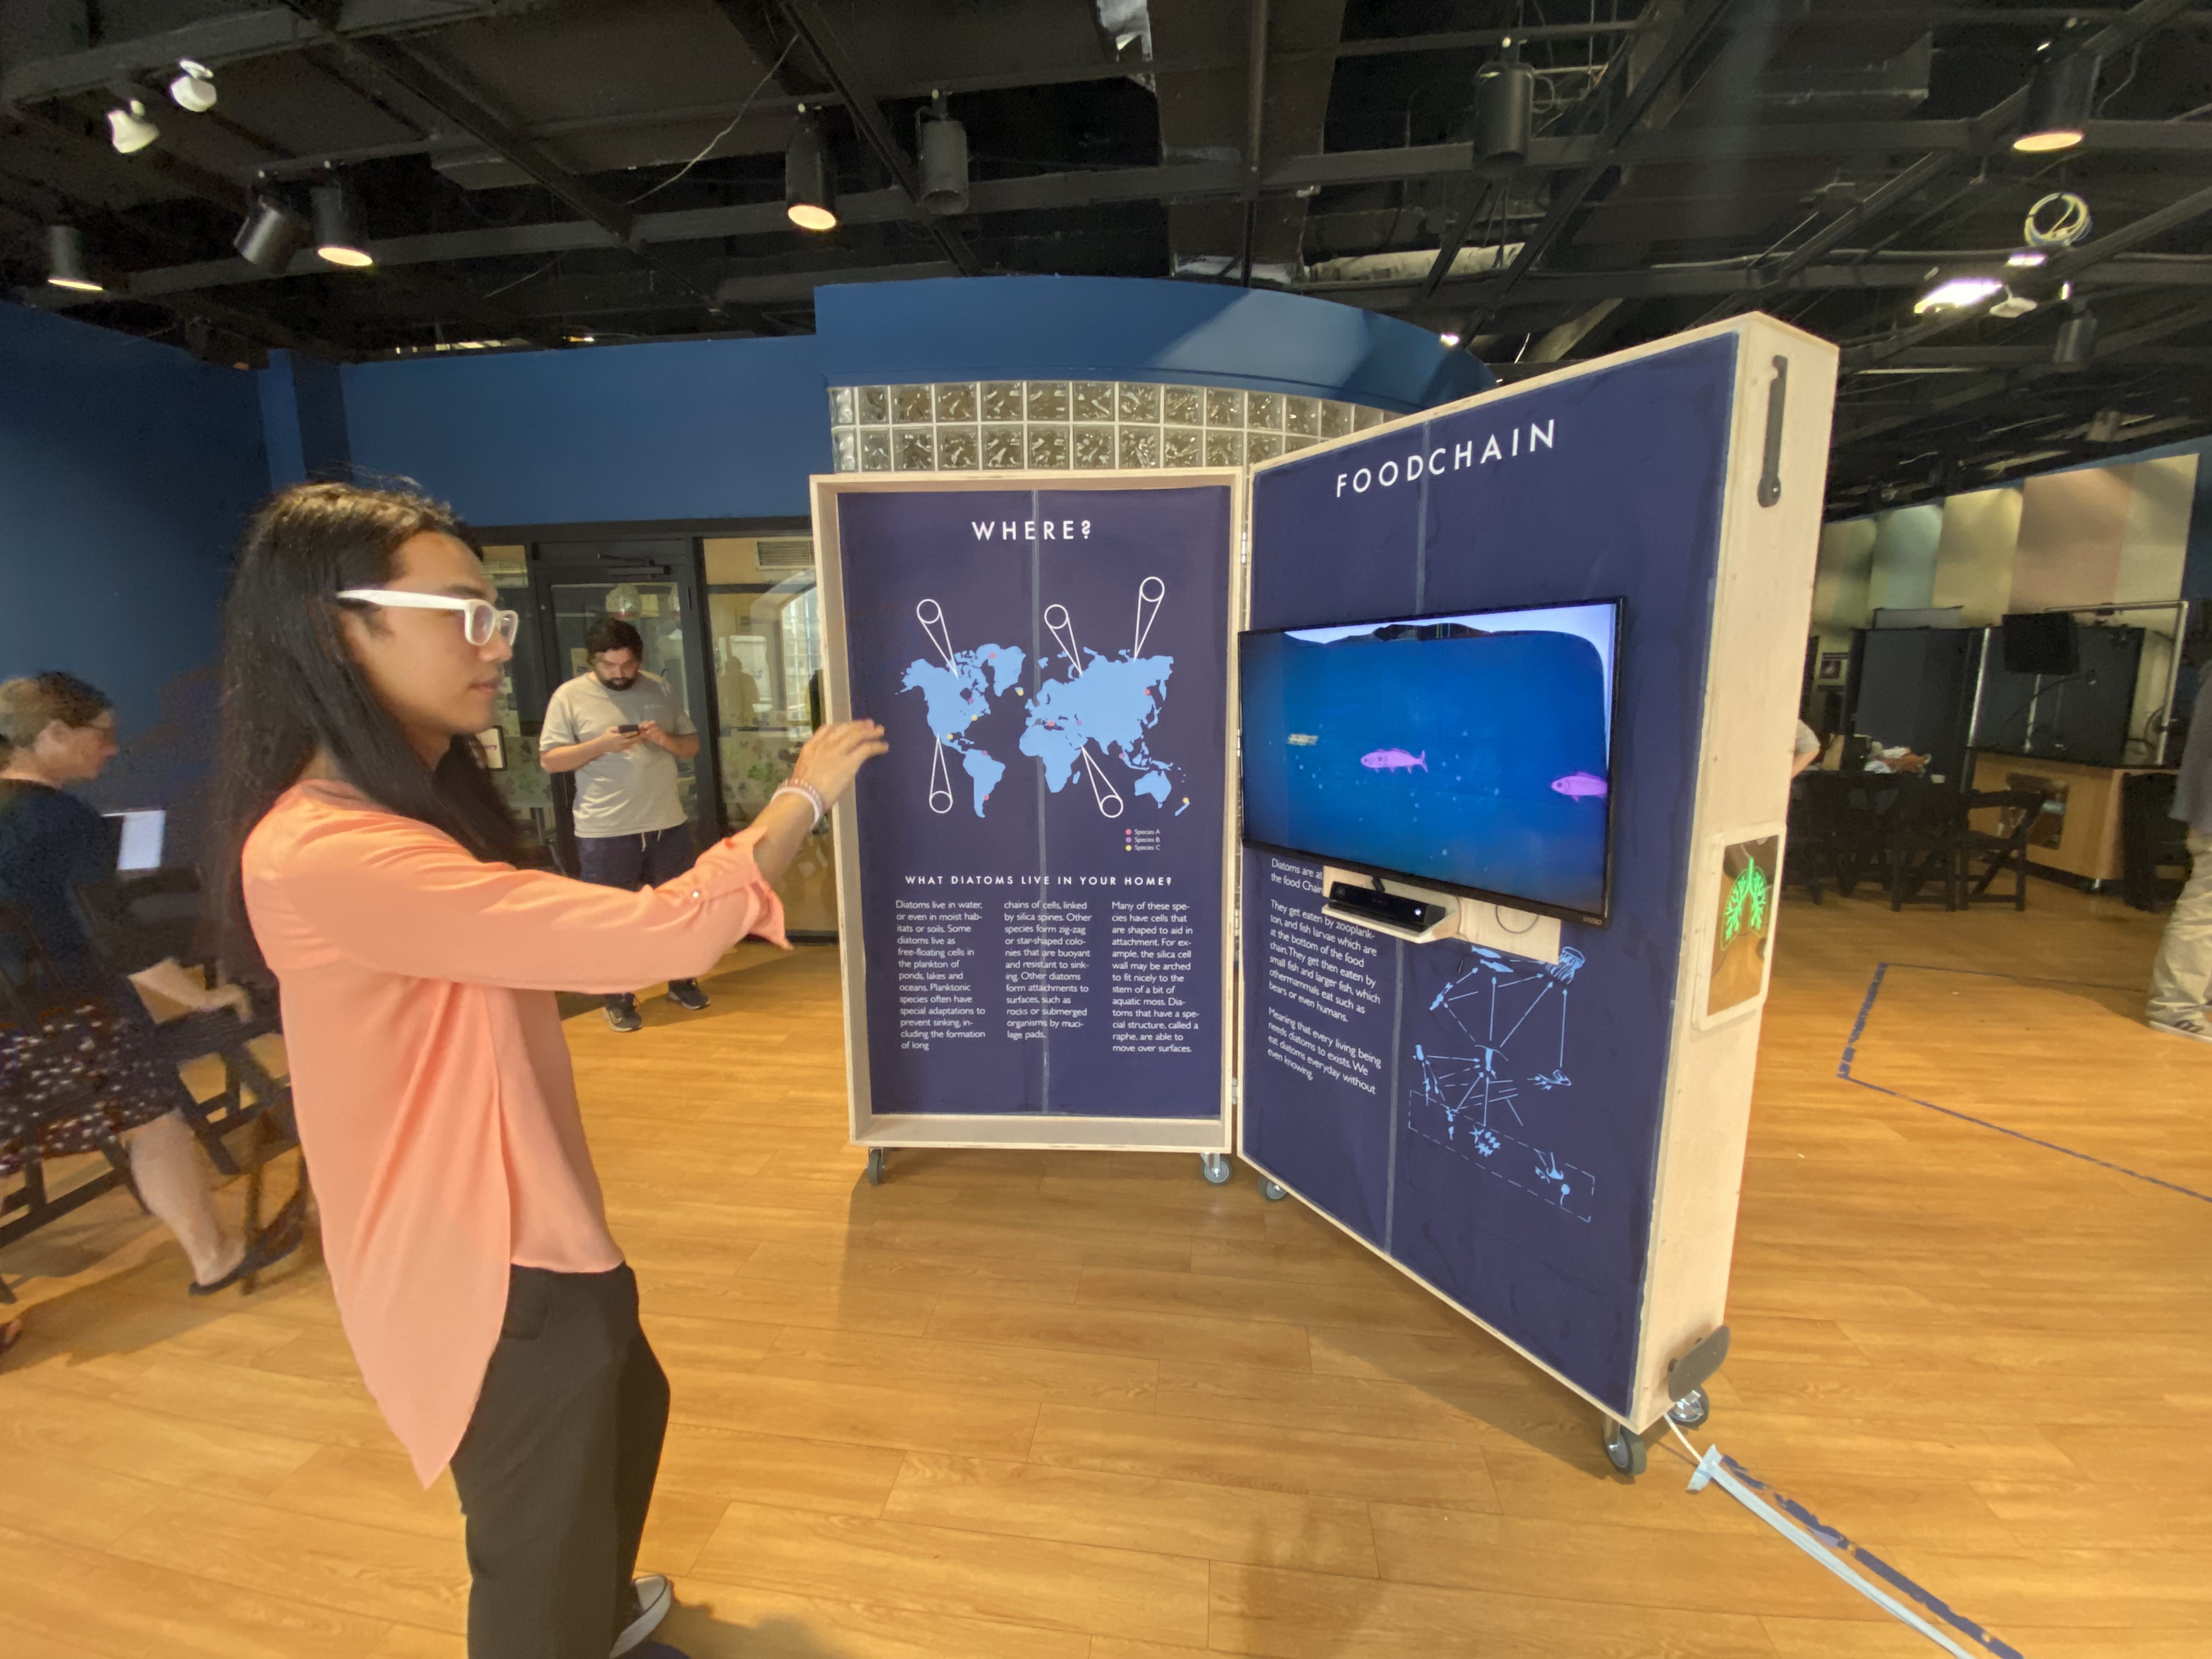 WHERE?
Species A
Species B
Species C
WHAT DIATOMS LIVE IN YOUR HOME?
Diatoms live in water,
or even in moist hab-
itats or soils. Some
diatoms live as
free-floating cells in
the plankton of
ponds, lakes and
oceans. Planktonic
species often have
special adaptations to
prevent sinking, in-
cluding the formation
of long
chains of cells, linked
by silica spines. Other
species form zig-zag
or star-shaped colo-
nies that are buoyant
and resistant to sink-
ing. Other diatoms
form attachments to
surfaces, such as
rocks or submerged
organisms by muci-
lage pads.
Many of these spe-
cies have cells that
are shaped to aid in
attachment. For ex-
ample, the silica cell
wall may be arched
to fit nicely to the
stem of a bit of
aquatic moss. Dia-
toms that have a spe-
cial structure, called a
raphe, are able to
move over surfaces.
FOODCHAIN
VIZIO
Diatoms are at
the food Chain
They get eaten by zooplank-
ton, and fish larvae which are
at the bottom of the food
chain. They get then eaten by
small fish and larger fish, which
othermammals eat such as
bears or even humans.
Meaning that every living being
needs diatoms to exists. We
eat diatoms everyday without
even knowing.